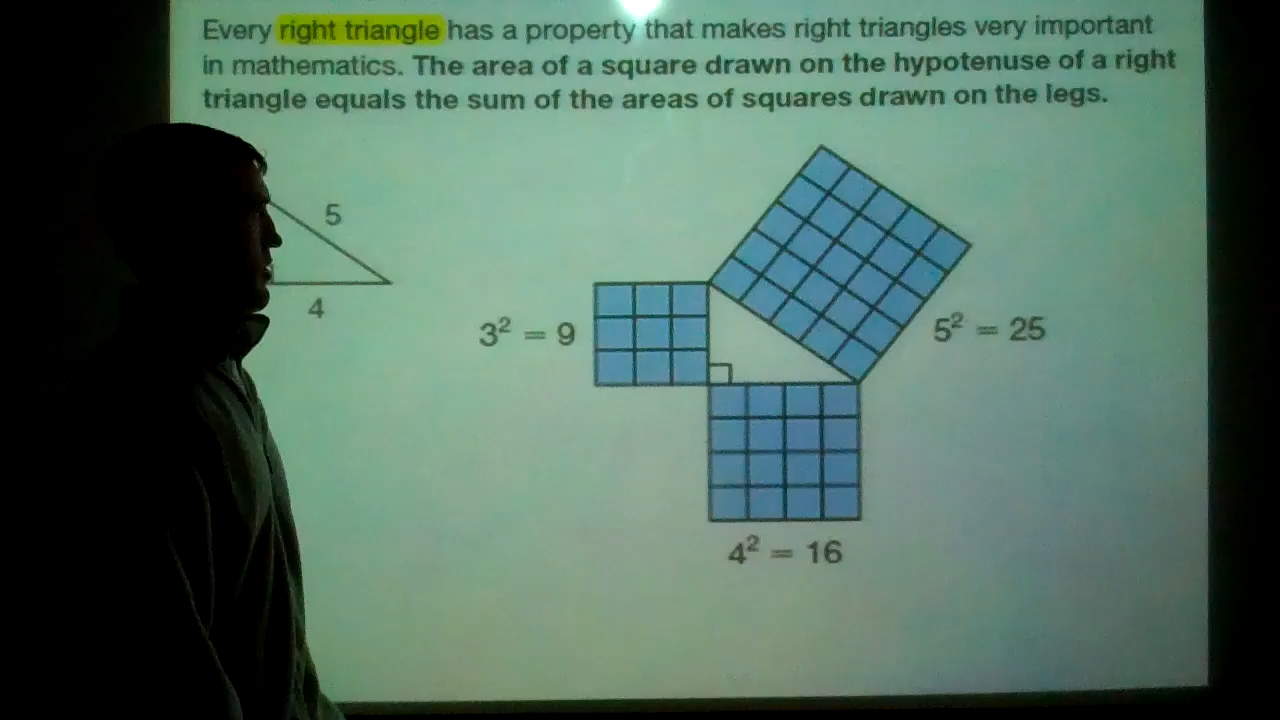 Every right triangle has a property that makes right triangles very important
in mathematics. The area of a square drawn on the hypotenuse of a right
triangle equals the sum of the areas of squares drawn on the legs.
5
4
3² = 9
5² = 25
4² = 16